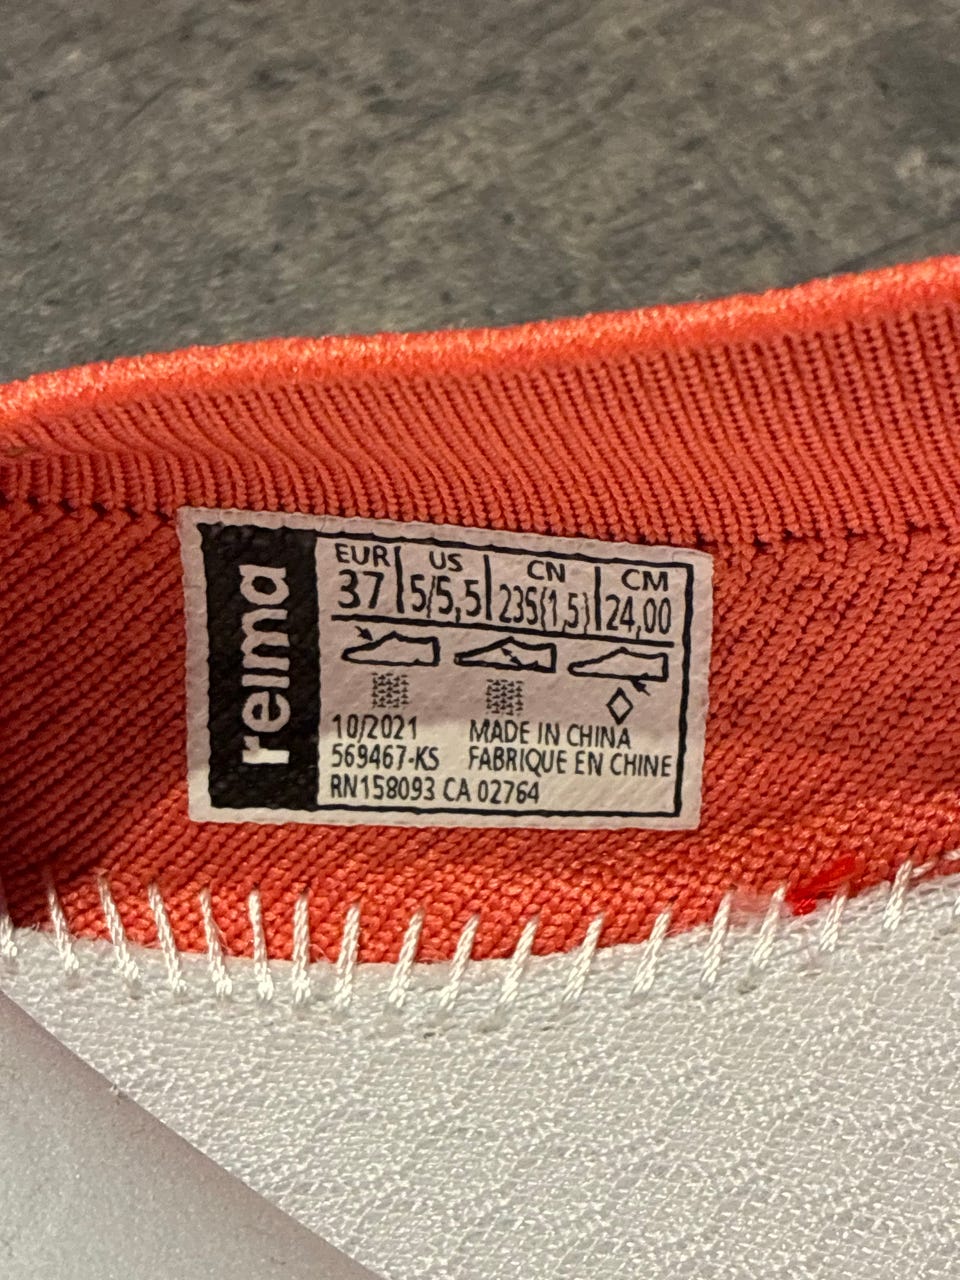 reima
EUR US CN CM
37 5/5,5 235(1,5) 24,00
10/2021 MADE IN CHINA
569467-KS FABRIQUE EN CHINE
RN158093 CA 02764